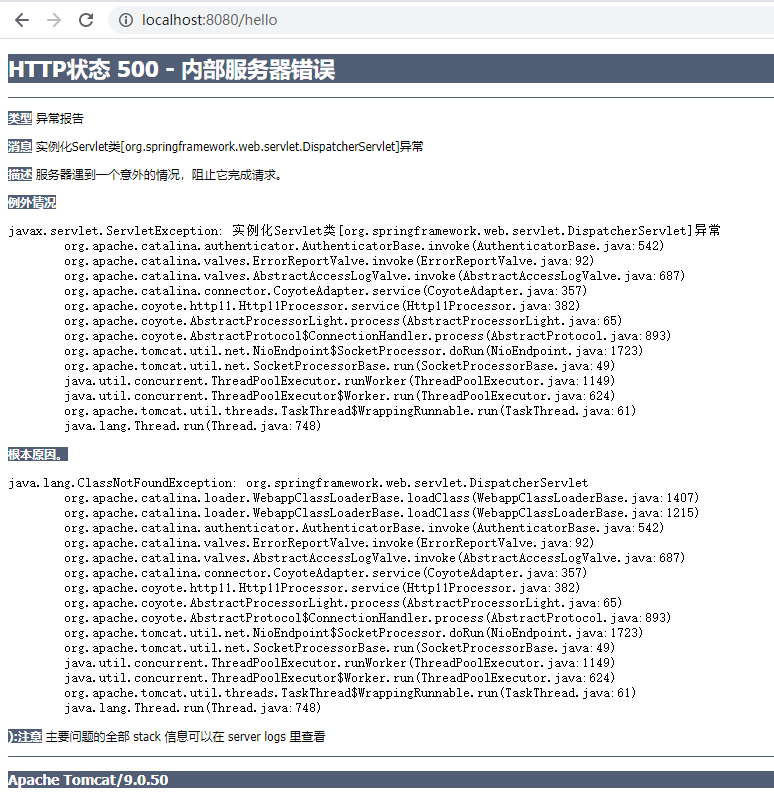 localhost:8080/hello
HTTP状态 500 - 内部服务器错误
类型 异常报告
消息 实例化Servlet类[org.springframework.web.servlet.DispatcherServlet]异常
描述 服务器遇到一个意外的情况，阻止它完成请求。
例外情况
javax.servlet.ServletException: 实例化Servlet类[org.springframework.web.servlet.DispatcherServlet]异常
org.apache.catalina.authenticator.AuthenticatorBase.invoke(AuthenticatorBase.java:542)
org.apache.catalina.valves.ErrorReportValve.invoke(ErrorReportValve.java:92)
org.apache.catalina.valves.AbstractAccessLogValve.invoke(AbstractAccessLogValve.java:687)
org.apache.catalina.connector.CoyoteAdapter.service(CoyoteAdapter.java:357)
org.apache.coyote.http11.Http11Processor.service(Http11Processor.java:382)
org.apache.coyote.AbstractProcessorLight.process(AbstractProcessorLight.java:65)
org.apache.coyote.AbstractProtocol$ConnectionHandler.process(AbstractProtocol.java:893)
org.apache.tomcat.util.net.NioEndpoint$SocketProcessor.doRun(NioEndpoint.java:1723)
org.apache.tomcat.util.net.SocketProcessorBase.run(SocketProcessorBase.java:49)
java.util.concurrent.ThreadPoolExecutor.runWorker(ThreadPoolExecutor.java:1149)
java.util.concurrent.ThreadPoolExecutor$Worker.run(ThreadPoolExecutor.java:624)
org.apache.tomcat.util.threads.TaskThread$WrappingRunnable.run(TaskThread.java:61)
java.lang.Thread.run(Thread.java:748)
根本原因。
java.lang.ClassNotFoundException: org.springframework.web.servlet.DispatcherServlet
org.apache.catalina.loader.WebappClassLoaderBase.loadClass(WebappClassLoaderBase.java:1407)
org.apache.catalina.loader.WebappClassLoaderBase.loadClass(WebappClassLoaderBase.java:1215)
org.apache.catalina.authenticator.AuthenticatorBase.invoke(AuthenticatorBase.java:542)
org.apache.catalina.valves.ErrorReportValve.invoke(ErrorReportValve.java:92)
org.apache.catalina.valves.AbstractAccessLogValve.invoke(AbstractAccessLogValve.java:687)
org.apache.catalina.connector.CoyoteAdapter.service(CoyoteAdapter.java:357)
org.apache.coyote.http11.Http11Processor.service(Http11Processor.java:382)
org.apache.coyote.AbstractProcessorLight.process(AbstractProcessorLight.java:65)
org.apache.coyote.AbstractProtocol$ConnectionHandler.process(AbstractProtocol.java:893)
org.apache.tomcat.util.net.NioEndpoint$SocketProcessor.doRun(NioEndpoint.java:1723)
org.apache.tomcat.util.net.SocketProcessorBase.run(SocketProcessorBase.java:49)
java.util.concurrent.ThreadPoolExecutor.runWorker(ThreadPoolExecutor.java:1149)
java.util.concurrent.ThreadPoolExecutor$Worker.run(ThreadPoolExecutor.java:624)
org.apache.tomcat.util.threads.TaskThread$WrappingRunnable.run(TaskThread.java:61)
java.lang.Thread.run(Thread.java:748)
):注意 主要问题的全部 stack 信息可以在 server logs 里查看
Apache Tomcat/9.0.50